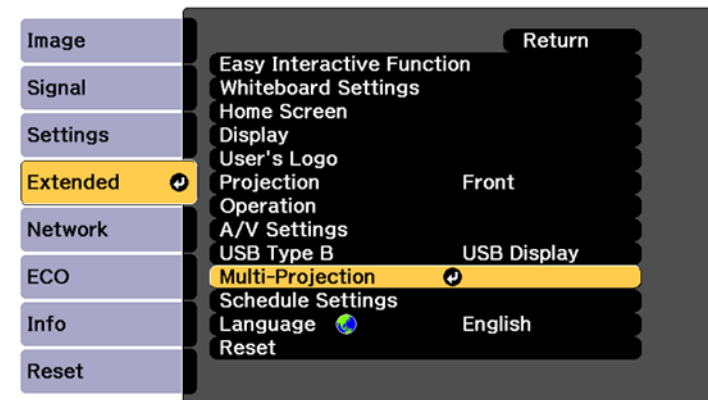 Image
Signal
Settings
Extended
Network
ECO
Info
Reset
Return
Easy Interactive Function
Whiteboard Settings
Home Screen
Display
User's Logo
Projection Front
Operation
A/V Settings
USB Type B USB Display
Multi-Projection
Schedule Settings
Language English
Reset